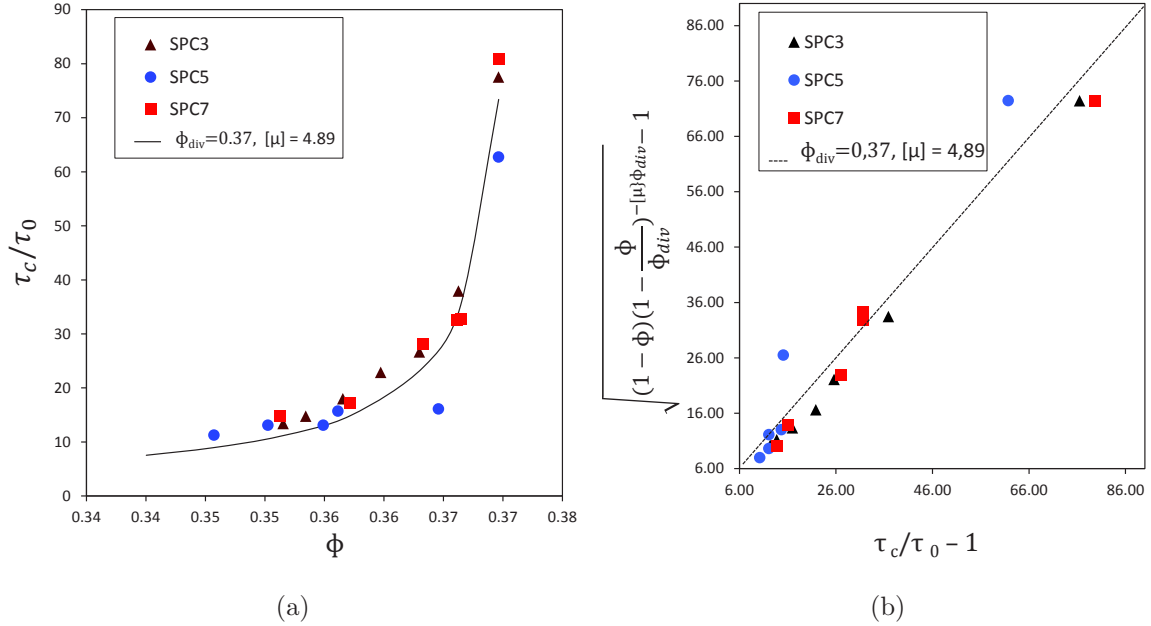 90
80
70
60
50
40
30
20
10
0
τc/τ0
SPC3
SPC5
SPC7
ϕdiv=0.37, [μ] = 4.89
0.34 0.34 0.35 0.35 0.36 0.36 0.37 0.37 0.38
ϕ
(a)
√(1 − ϕ)(1 − ϕ/ϕdiv)^−[μ}ϕdiv − 1
86.00
76.00
66.00
56.00
46.00
36.00
26.00
16.00
6.00
SPC3
SPC5
SPC7
ϕdiv=0,37, [μ] = 4,89
6.00 26.00 46.00 66.00 86.00
τc/τ0 − 1
(b)